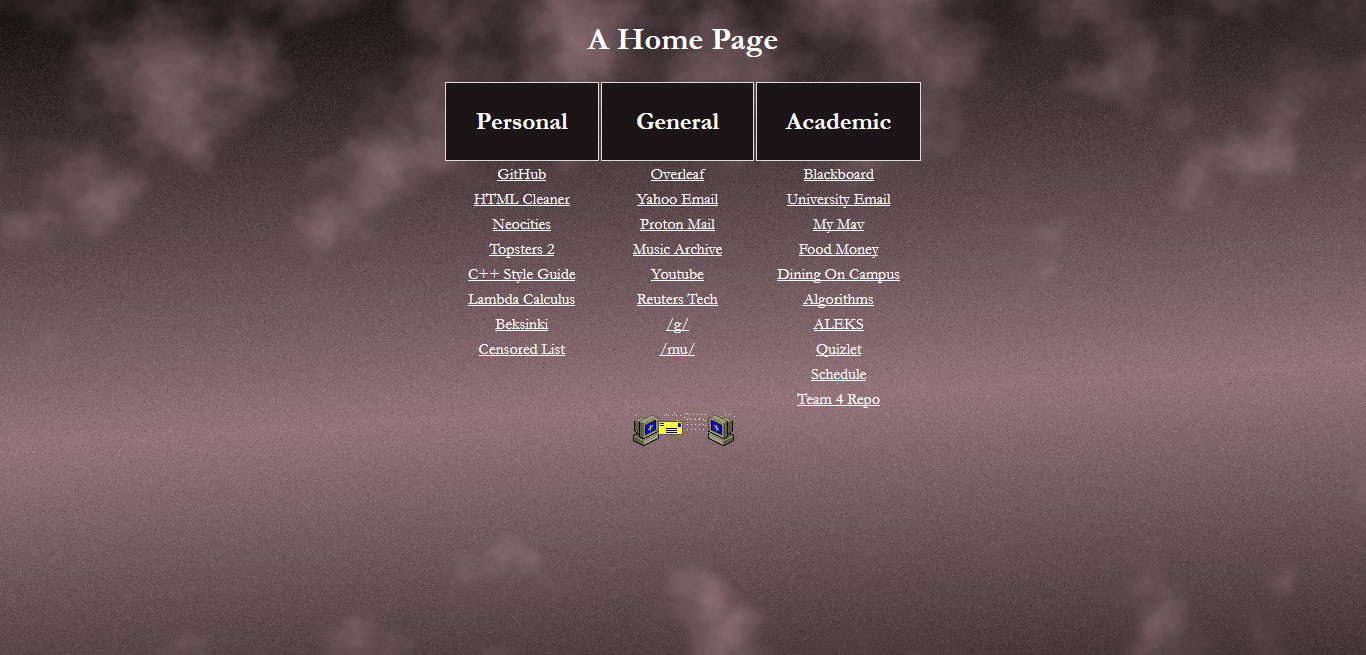 A Home Page
Personal General Academic
GitHub Overleaf Blackboard
HTML Cleaner Yahoo Email University Email
Neocities Proton Mail My Mav
Topsters 2 Music Archive Food Money
C++ Style Guide Youtube Dining On Campus
Lambda Calculus Reuters Tech Algorithms
Beksinki /g/ ALEKS
Censored List /mu/ Quizlet
Schedule
Team 4 Repo